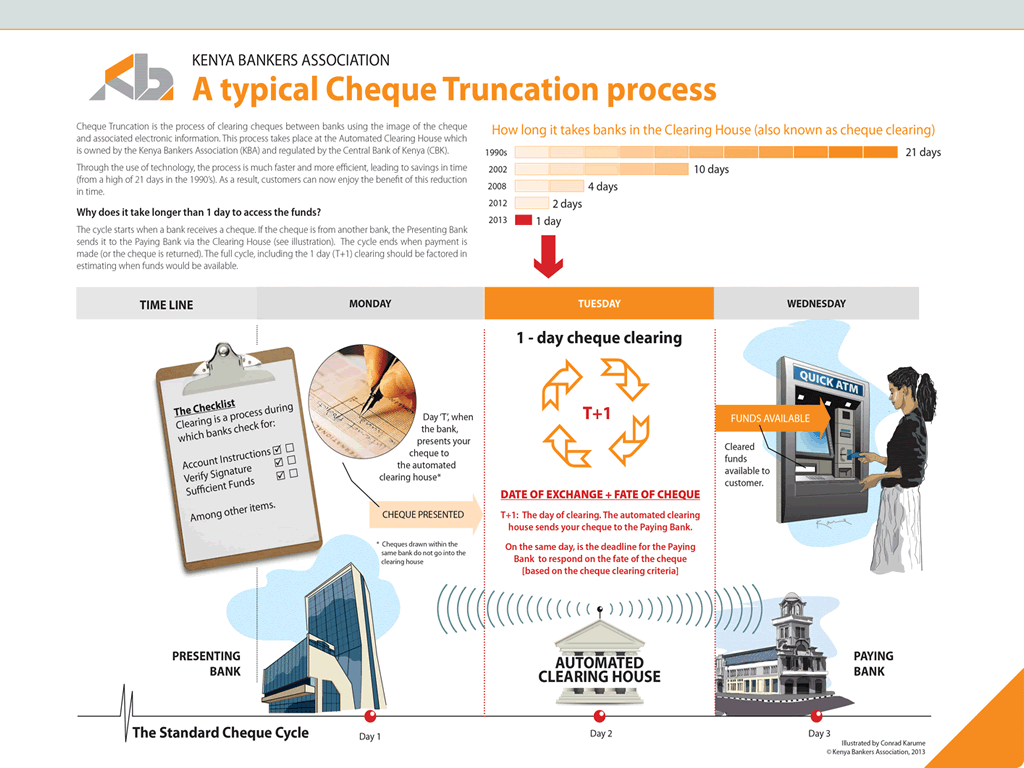 KENYA BANKERS ASSOCIATION
A typical Cheque Truncation process
Cheque Truncation is the process of clearing cheques between banks using the image of the cheque
and associated electronic information. This process takes place at the Automated Clearing House which
is owned by the Kenya Bankers Association (KBA) and regulated by the Central Bank of Kenya (CBK).
Through the use of technology, the process is much faster and more efficient, leading to savings in time
(from a high of 21 days in the 1990's). As a result, customers can now enjoy the benefit of this reduction
in time.
Why does it take longer than 1 day to access the funds?
The cycle starts when a bank receives a cheque. If the cheque is from another bank, the Presenting Bank
sends it to the Paying Bank via the Clearing House (see illustration). The cycle ends when payment is
made (or the cheque is returned). The full cycle, including the 1 day (T+1) clearing should be factored in
estimating when funds would be available.
How long it takes banks in the Clearing House (also known as cheque clearing)
1990s 21 days
2002 10 days
2008 4 days
2012 2 days
2013 1 day
TIME LINE MONDAY TUESDAY WEDNESDAY
The Checklist
Clearing is a process during
which banks check for:
Account Instructions
Verify Signature
Sufficient Funds
Among other items.
Day 'T', when
the bank,
presents your
cheque to
the automated
clearing house*
CHEQUE PRESENTED
* Cheques drawn within the
same bank do not go into the
clearing house
1 - day cheque clearing
T+1
DATE OF EXCHANGE + FATE OF CHEQUE
T+1: The day of clearing. The automated clearing
house sends your cheque to the Paying Bank.
On the same day, is the deadline for the Paying
Bank to respond on the fate of the cheque
[based on the cheque clearing criteria]
QUICK ATM
FUNDS AVAILABLE
Cleared
funds
available to
customer.
PRESENTING
BANK
AUTOMATED
CLEARING HOUSE
PAYING
BANK
The Standard Cheque Cycle
Day 1
Day 2
Day 3
Illustrated by Conrad Karume
© Kenya Bankers Association, 2013